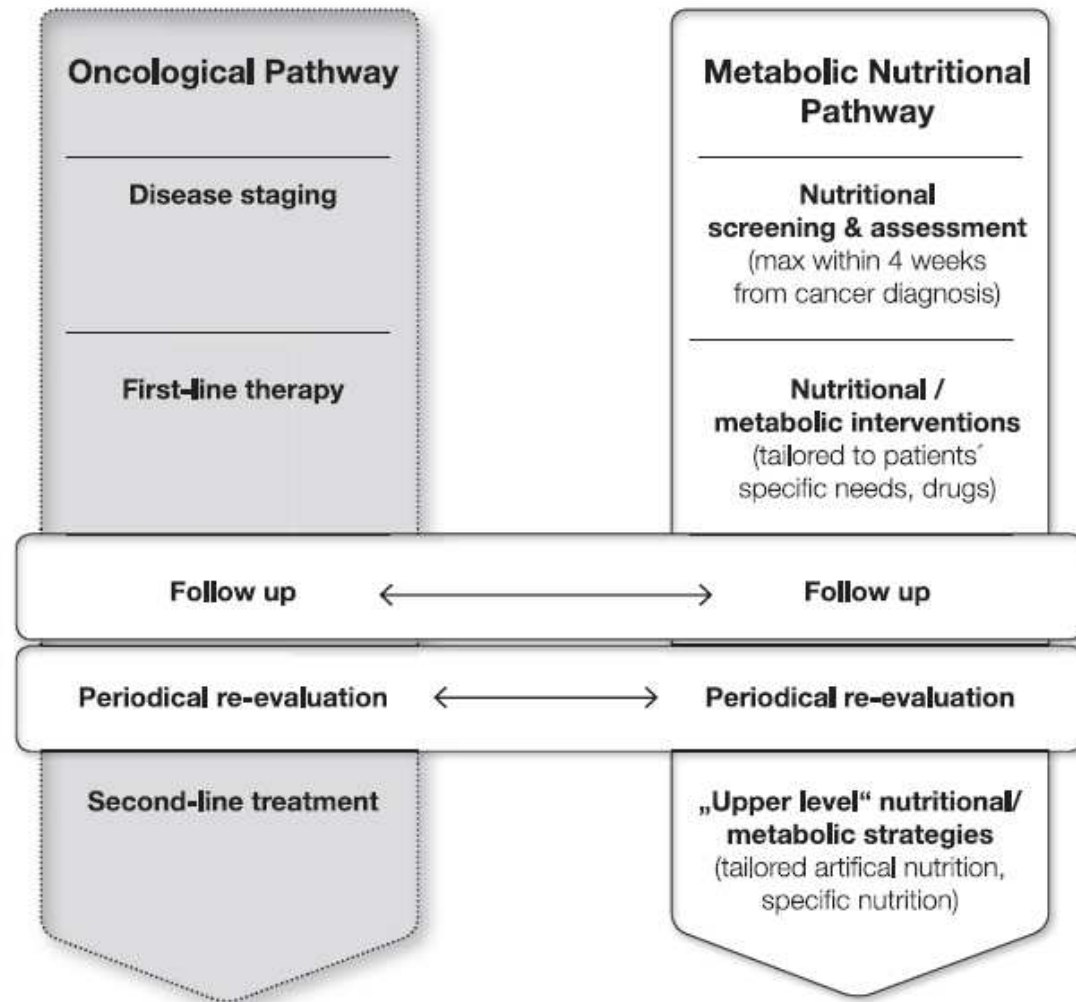 Oncological Pathway
Disease staging
First-line therapy
Metabolic Nutritional
Pathway
Nutritional
screening & assessment
(max within 4 weeks
from cancer diagnosis)
Nutritional /
metabolic interventions
(tailored to patients´
specific needs, drugs)
Follow up
Follow up
Periodical re-evaluation
Periodical re-evaluation
Second-line treatment
„Upper level“ nutritional/
metabolic strategies
(tailored artifical nutrition,
specific nutrition)